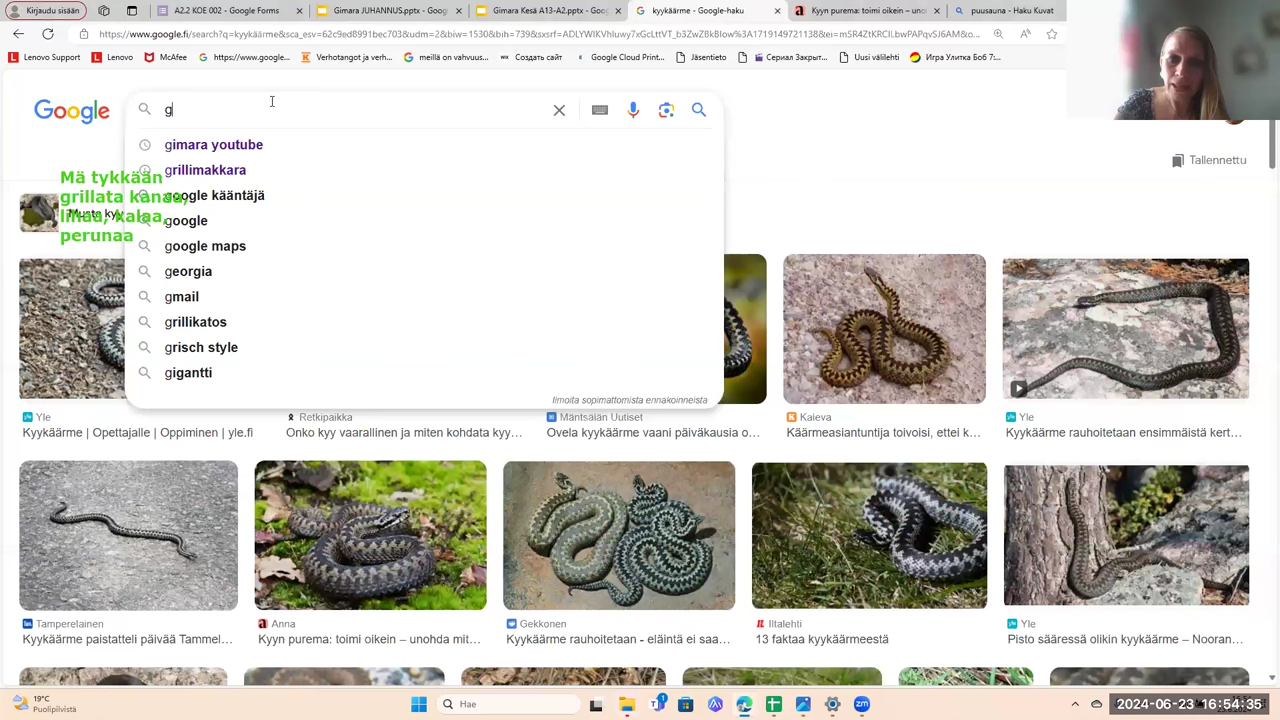 Kirjaudu sisään
A2.2 KOE 002 - Google Forms
Gimara JUHANNUS.pptx - Goog
Gimara Kesä A13-A2.pptx - Goog
kyykäärme - Google-haku
Kyyn purema: toimi oikein – uno
puusauna - Haku Kuvat
Lenovo Support
Lenovo
McAfee
https://www.google...
Verhotangot ja verh...
meillä on vahvuus...
Создать сайт
Google Cloud Print...
Jäsentieto
Сериал Закрыт...
Uusi välilehti
Игра Улитка Боб 7:...
Google
g
gimara youtube
grillimakkara
google kääntäjä
google
google maps
georgia
gmail
grillikatos
grisch style
gigantti
Ilmoita sopimattomista ennakoinneista
Tallennettu
Musta kyy
Mä tykkään
grillata kanaa,
lihaa, kalaa,
perunaa
Yle
Kyykäärme | Opettajalle | Oppiminen | yle.fi
Retkipaikka
Onko kyy vaarallinen ja miten kohdata kyy...
Mäntsälän Uutiset
Ovela kyykäärme vaani päiväkausia o...
Kaleva
Käärmeasiantuntija toivoisi, ettei k...
Yle
Kyykäärme rauhoitetaan ensimmäistä kert...
Tamperelainen
Kyykäärme paistatteli päivää Tammel...
Anna
Kyyn purema: toimi oikein – unohda mit...
Gekkonen
Kyykäärme rauhoitetaan - eläintä ei saa...
Iltalehti
13 faktaa kyykäärmeestä
Yle
Pisto sääressä olikin kyykäärme – Nooran...
19°C
Puolipilvistä
Hae
2024-06-23 16:54:35